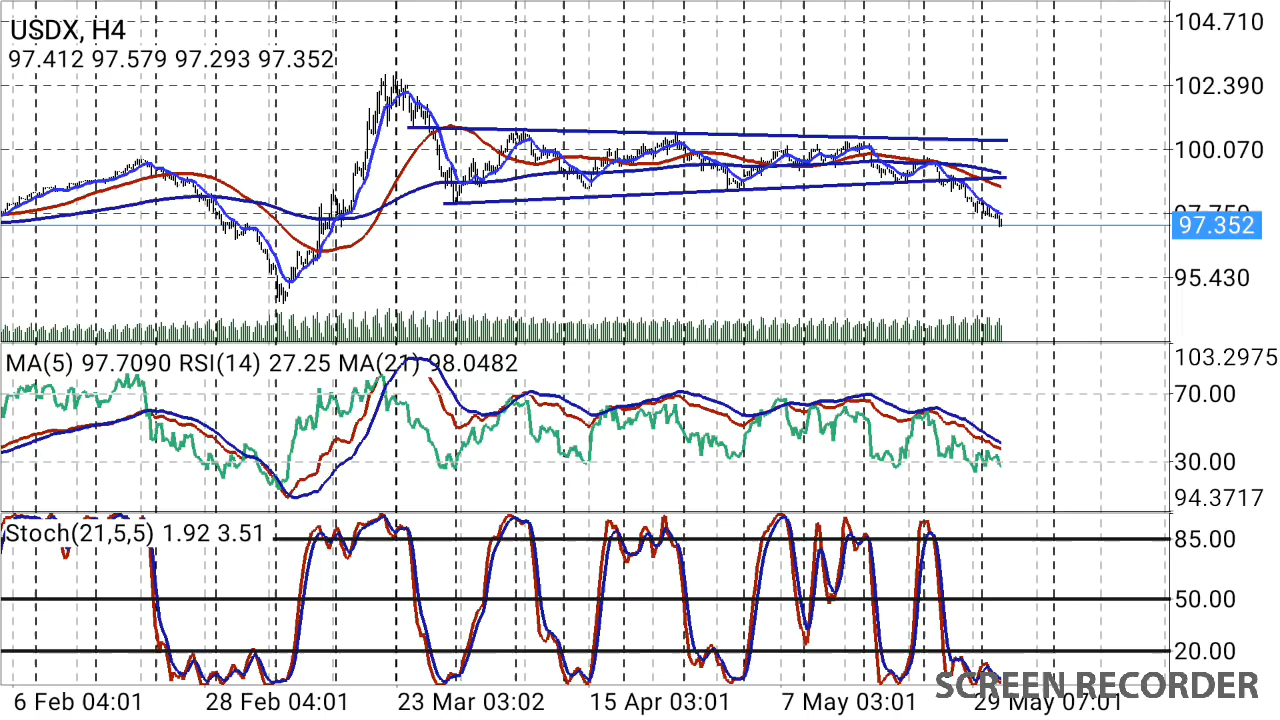 USDX, H4
97.412 97.579 97.293 97.352
104.710
102.390
100.070
97.750
97.352
95.430
MA(5) 97.7090 RSI(14) 27.25 MA(21) 98.0482
103.2975
70.00
30.00
94.3717
Stoch(21,5,5) 1.92 3.51
85.00
50.00
20.00
6 Feb 04:01 28 Feb 04:01 23 Mar 03:02 15 Apr 03:01 7 May 03:01 29 May 07:01
SCREEN RECORDER